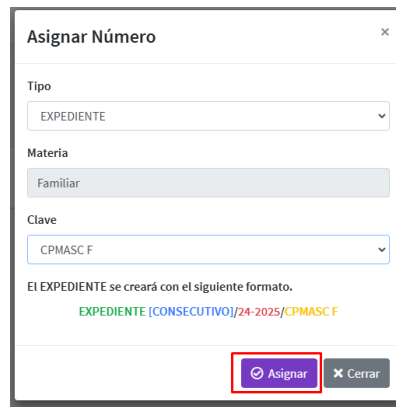 Asignar Número ×
Tipo
EXPEDIENTE
Materia
Familiar
Clave
CPMASC F
El EXPEDIENTE se creará con el siguiente formato.
EXPEDIENTE [CONSECUTIVO]/24-2025/CPMASC F
Asignar × Cerrar